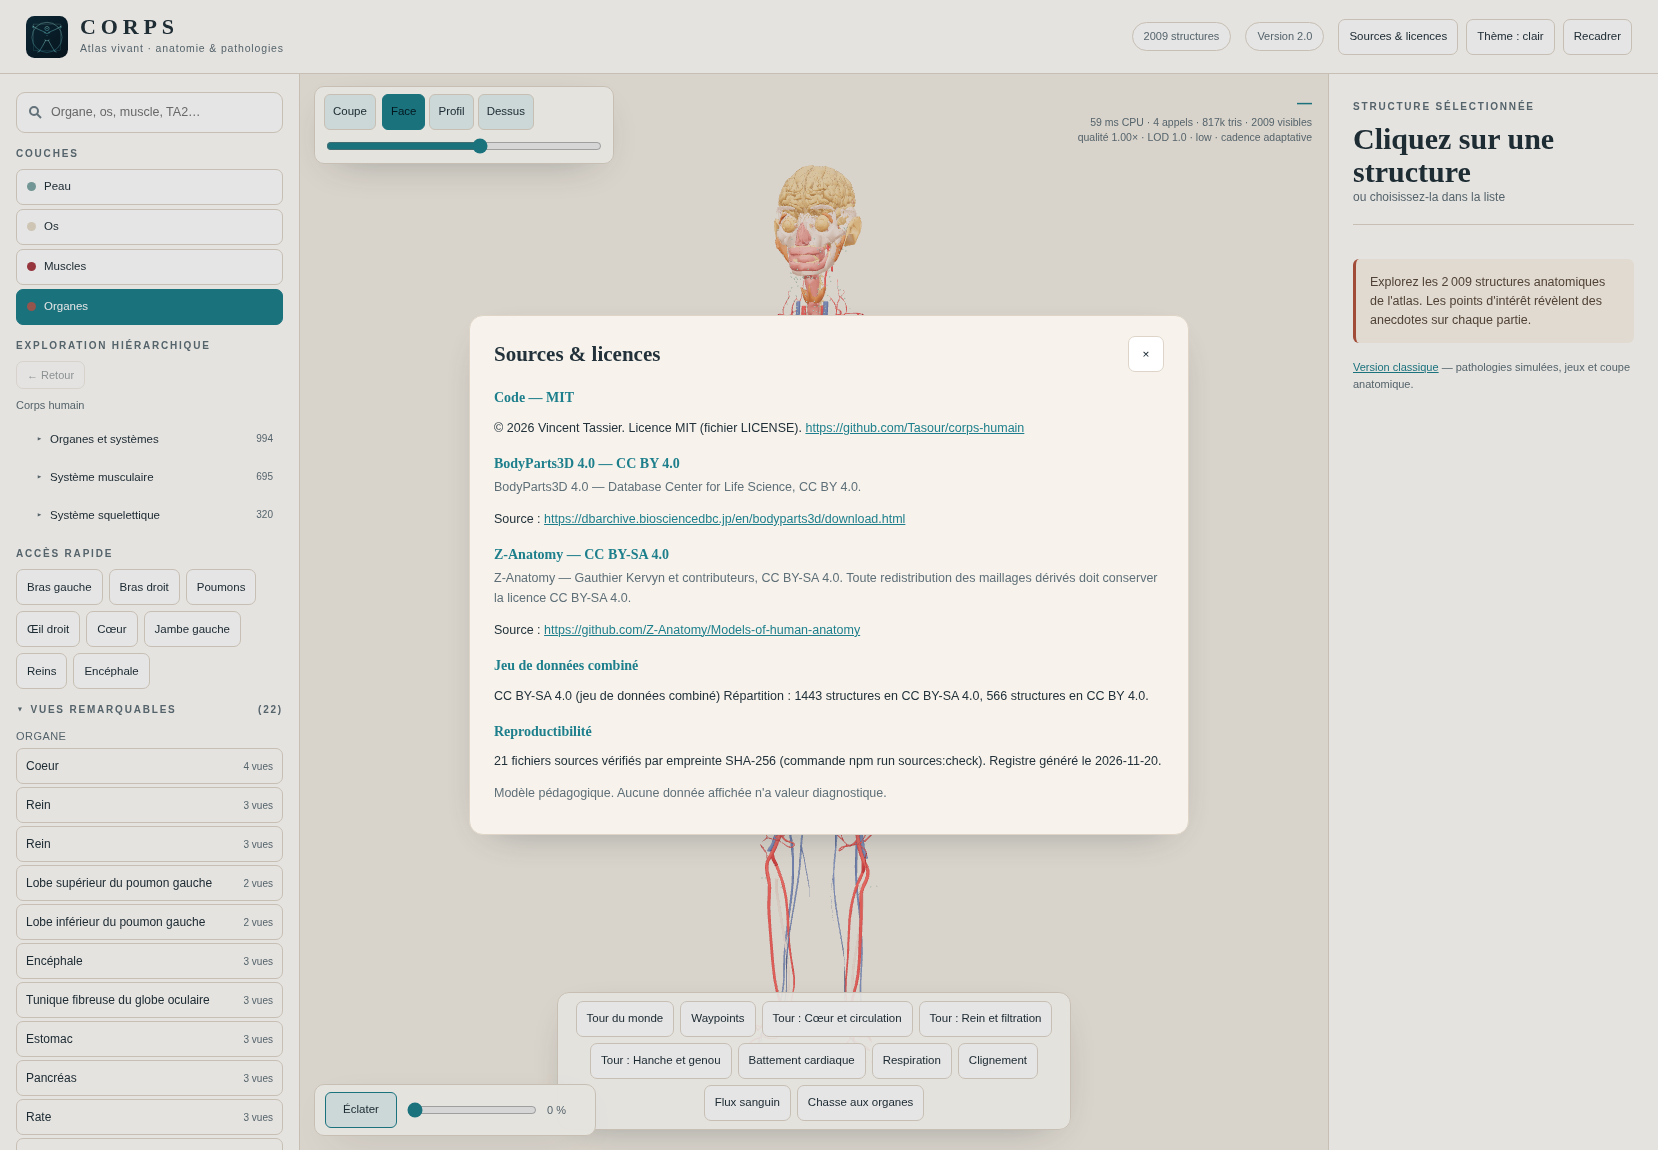 CORPS
Atlas vivant · anatomie & pathologies
2009 structures
Version 2.0
Sources & licences
Thème : clair
Recadrer
Organe, os, muscle, TA2…
COUCHES
Peau
Os
Muscles
Organes
EXPLORATION HIÉRARCHIQUE
← Retour
Corps humain
▸ Organes et systèmes 994
▸ Système musculaire 695
▸ Système squelettique 320
ACCÈS RAPIDE
Bras gauche
Bras droit
Poumons
Œil droit
Cœur
Jambe gauche
Reins
Encéphale
▾ VUES REMARQUABLES (22)
ORGANE
Coeur 4 vues
Rein 3 vues
Rein 3 vues
Lobe supérieur du poumon gauche 2 vues
Lobe inférieur du poumon gauche 2 vues
Encéphale 3 vues
Tunique fibreuse du globe oculaire 3 vues
Estomac 3 vues
Pancréas 3 vues
Rate 3 vues
Coupe
Face
Profil
Dessus
—
59 ms CPU · 4 appels · 817k tris · 2009 visibles
qualité 1.00× · LOD 1.0 · low · cadence adaptative
Sources & licences
×
Code — MIT
© 2026 Vincent Tassier. Licence MIT (fichier LICENSE). https://github.com/Tasour/corps-humain
BodyParts3D 4.0 — CC BY 4.0
BodyParts3D 4.0 — Database Center for Life Science, CC BY 4.0.
Source : https://dbarchive.biosciencedbc.jp/en/bodyparts3d/download.html
Z-Anatomy — CC BY-SA 4.0
Z-Anatomy — Gauthier Kervyn et contributeurs, CC BY-SA 4.0. Toute redistribution des maillages dérivés doit conserver
la licence CC BY-SA 4.0.
Source : https://github.com/Z-Anatomy/Models-of-human-anatomy
Jeu de données combiné
CC BY-SA 4.0 (jeu de données combiné) Répartition : 1443 structures en CC BY-SA 4.0, 566 structures en CC BY 4.0.
Reproductibilité
21 fichiers sources vérifiés par empreinte SHA-256 (commande npm run sources:check). Registre généré le 2026-11-20.
Modèle pédagogique. Aucune donnée affichée n'a valeur diagnostique.
Tour du monde
Waypoints
Tour : Cœur et circulation
Tour : Rein et filtration
Tour : Hanche et genou
Battement cardiaque
Respiration
Clignement
Flux sanguin
Chasse aux organes
Éclater
0 %
STRUCTURE SÉLECTIONNÉE
Cliquez sur une
structure
ou choisissez-la dans la liste
Explorez les 2 009 structures anatomiques
de l'atlas. Les points d'intérêt révèlent des
anecdotes sur chaque partie.
Version classique — pathologies simulées, jeux et coupe
anatomique.